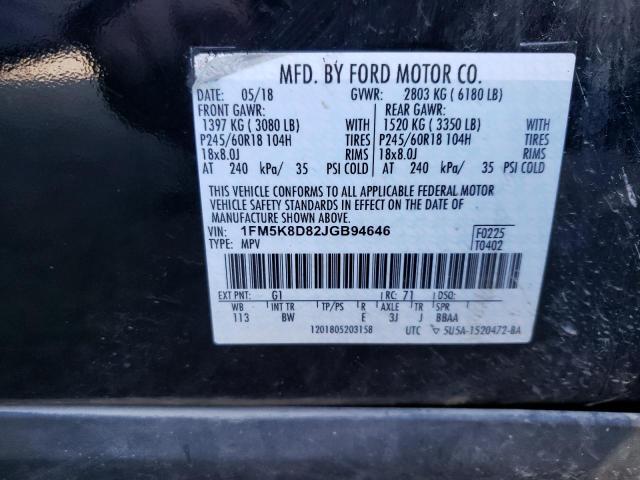 MFD. BY FORD MOTOR CO.
DATE: 05/18 GVWR: 2803 KG ( 6180 LB)
FRONT GAWR: REAR GAWR:
1397 KG ( 3080 LB) WITH 1520 KG ( 3350 LB) WITH
P245/60R18 104H TIRES P245/60R18 104H TIRES
18x8.0J RIMS 18x8.0J RIMS
AT 240 kPa/ 35 PSI COLD AT 240 kPa/ 35 PSI COLD
THIS VEHICLE CONFORMS TO ALL APPLICABLE FEDERAL MOTOR
VEHICLE SAFETY STANDARDS IN EFFECT ON THE DATE OF
MANUFACTURE SHOWN ABOVE.
VIN: 1FM5K8D82JGB94646 F0225
TYPE: MPV T0402
EXT PNT: G1 RC: 71 DSO:
WB INT TR TP/PS R AXLE TR SPR
113 BW E 3J J BBAA
1201805203158 UTC 5U5A-1520472-BA